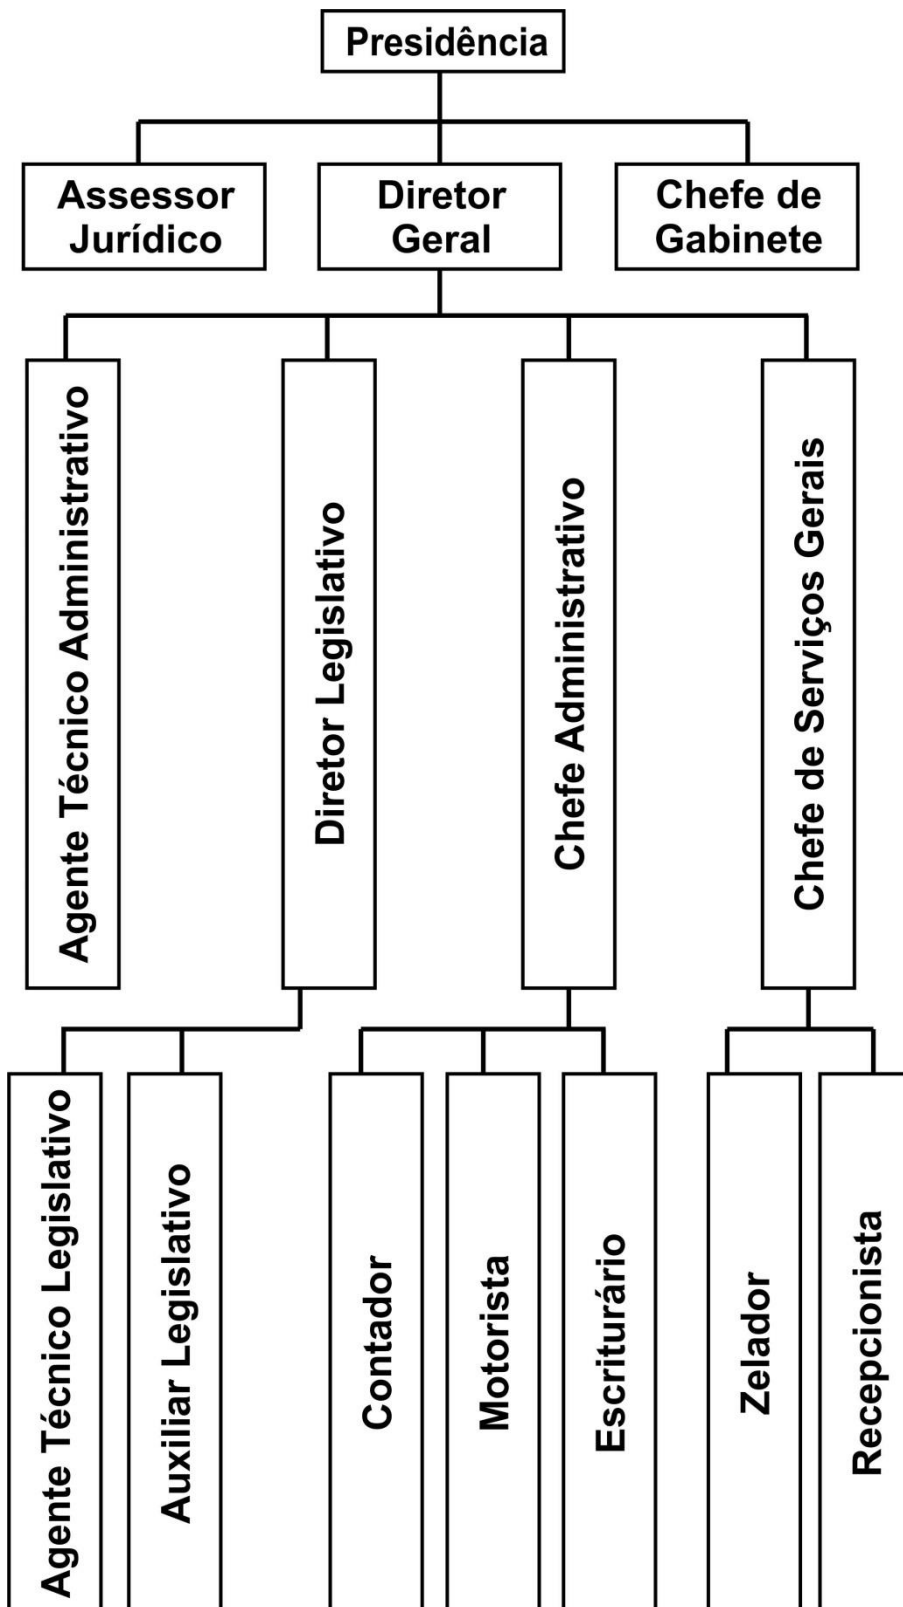 Presidência
Assessor
Jurídico
Diretor
Geral
Chefe de
Gabinete
Agente Técnico Administrativo
Diretor Legislativo
Chefe Administrativo
Chefe de Serviços Gerais
Agente Técnico Legislativo
Auxiliar Legislativo
Contador
Motorista
Escriturário
Zelador
Recepcionista